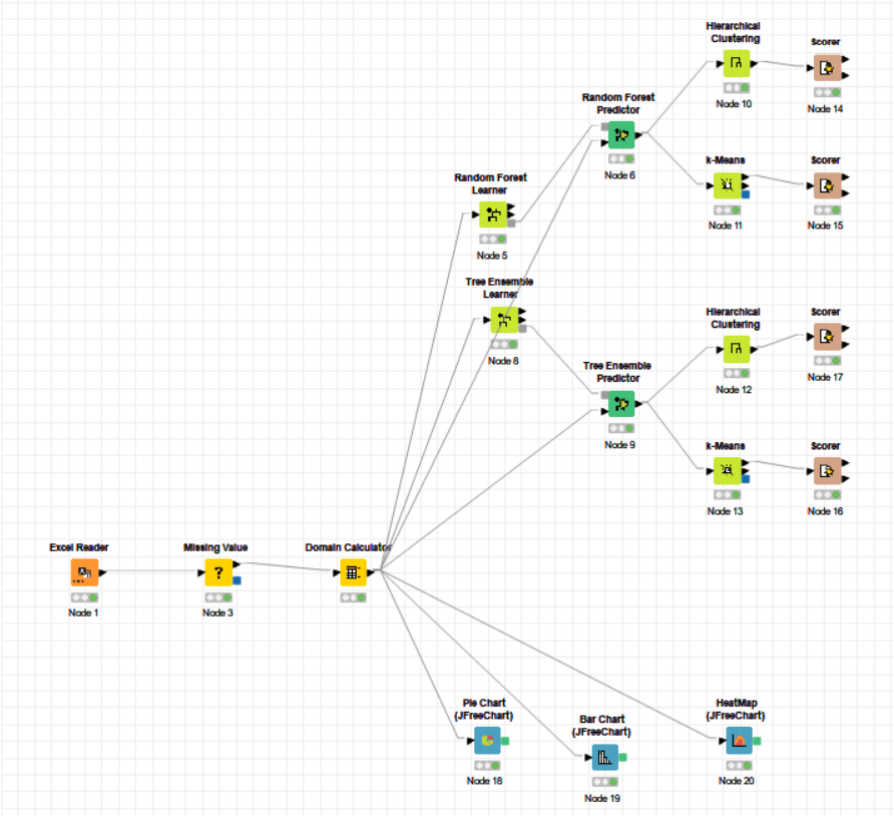 Hierarchical
Clustering
Node 10
Scorer
Node 14
Random Forest
Predictor
Node 6
k-Means
Node 11
Scorer
Node 15
Random Forest
Learner
Node 5
Tree Ensemble
Learner
Node 8
Hierarchical
Clustering
Node 12
Scorer
Node 17
Tree Ensemble
Predictor
Node 9
k-Means
Node 13
Scorer
Node 16
Excel Reader
Node 1
Missing Value
?
Node 3
Domain Calculator
Pie Chart
(JFreeChart)
Node 18
Bar Chart
(JFreeChart)
Node 19
HeatMap
(JFreeChart)
Node 20